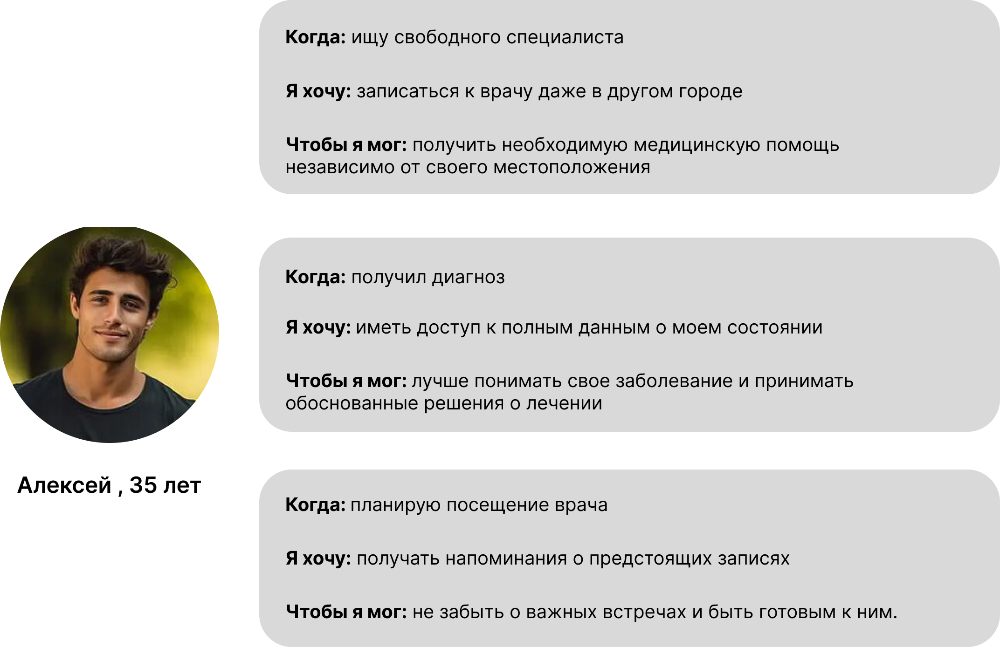 Когда: ищу свободного специалиста
Я хочу: записаться к врачу даже в другом городе
Чтобы я мог: получить необходимую медицинскую помощь
независимо от своего местоположения
Когда: получил диагноз
Я хочу: иметь доступ к полным данным о моем состоянии
Чтобы я мог: лучше понимать свое заболевание и принимать
обоснованные решения о лечении
Алексей , 35 лет
Когда: планирую посещение врача
Я хочу: получать напоминания о предстоящих записях
Чтобы я мог: не забыть о важных встречах и быть готовым к ним.